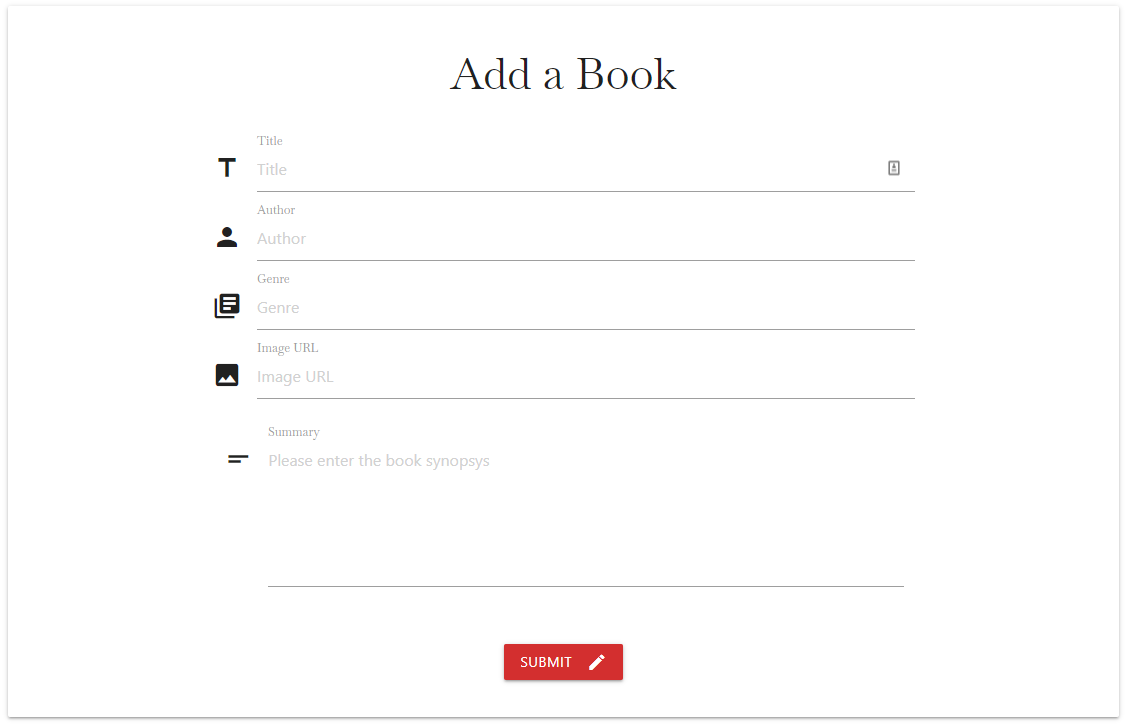 Add a Book
Title
Title
Author
Author
Genre
Genre
Image URL
Image URL
Summary
Please enter the book synopsys
SUBMIT